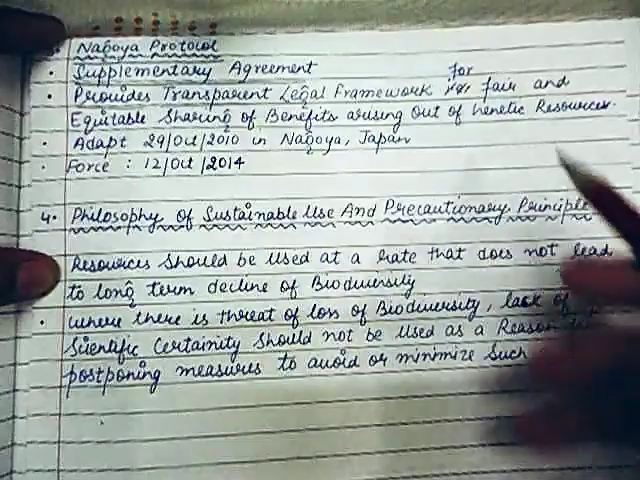 Nagoya Protocol
• Supplementary Agreement
• Provides Transparent Legal Framework for fair and
Equitable Sharing of Benefits arising Out of Genetic Resources.
• Adapt 29/Oct/2010 in Nagoya, Japan
• Force : 12/Oct/2014
4. Philosophy Of Sustainable Use And Precautionary Principle
Resources should be Used at a Rate that does not lead
to long term decline of Biodiversity
• where there is threat of loss of Biodiversity, lack of
Scientific Certainity should not be Used as a Reason
postponing measures to avoid or minimize Such